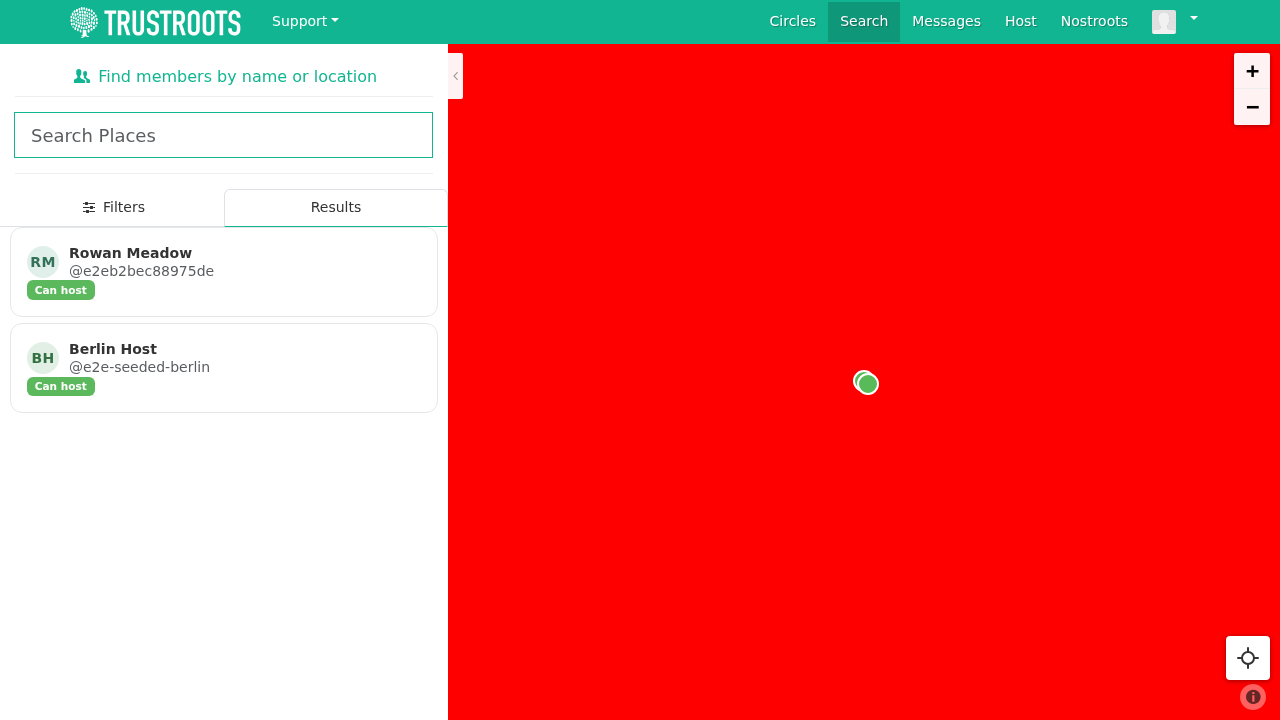 TRUSTROOTS
Support
Circles
Search
Messages
Host
Nostroots
Find members by name or location
Search Places
Filters
Results
RM
Rowan Meadow
@e2eb2bec88975de
Can host
BH
Berlin Host
@e2e-seeded-berlin
Can host
+
−